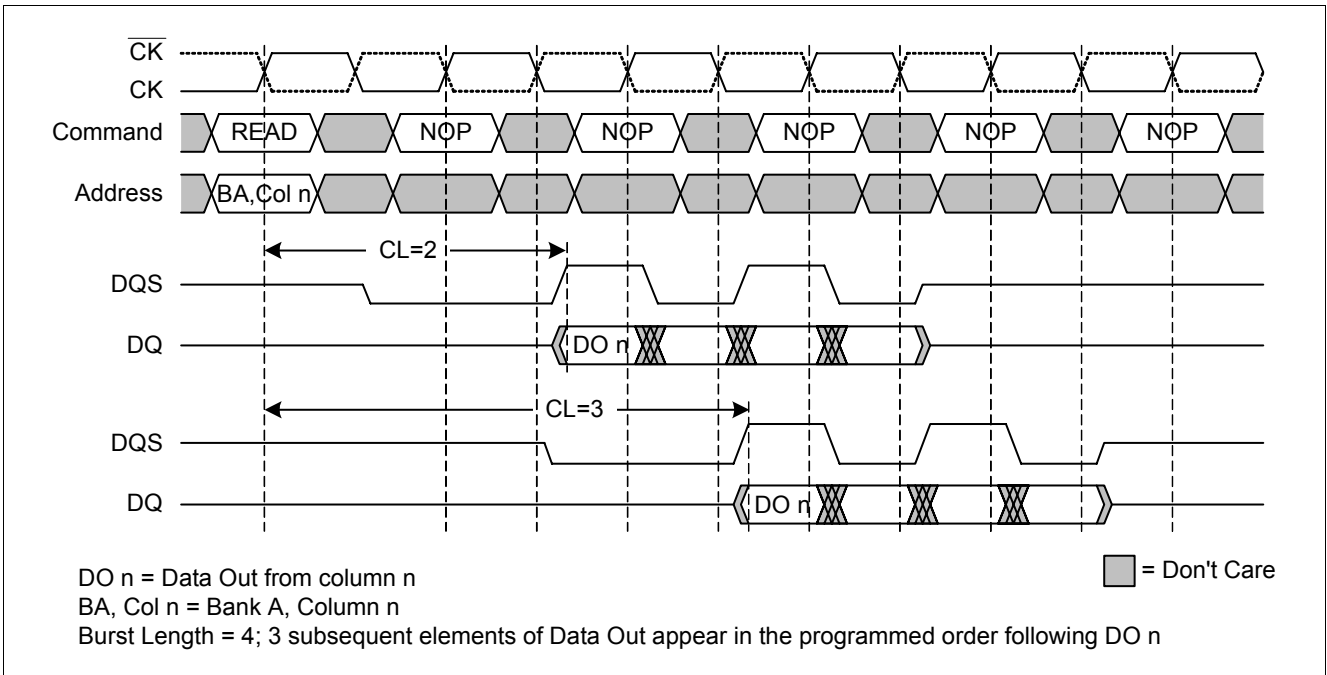 CK
CK
Command READ NOP NOP NOP NOP NOP
Address BA,Col n
CL=2
DQS
DQ DO n
CL=3
DQS
DQ DO n
DO n = Data Out from column n
= Don't Care
BA, Col n = Bank A, Column n
Burst Length = 4; 3 subsequent elements of Data Out appear in the programmed order following DO n